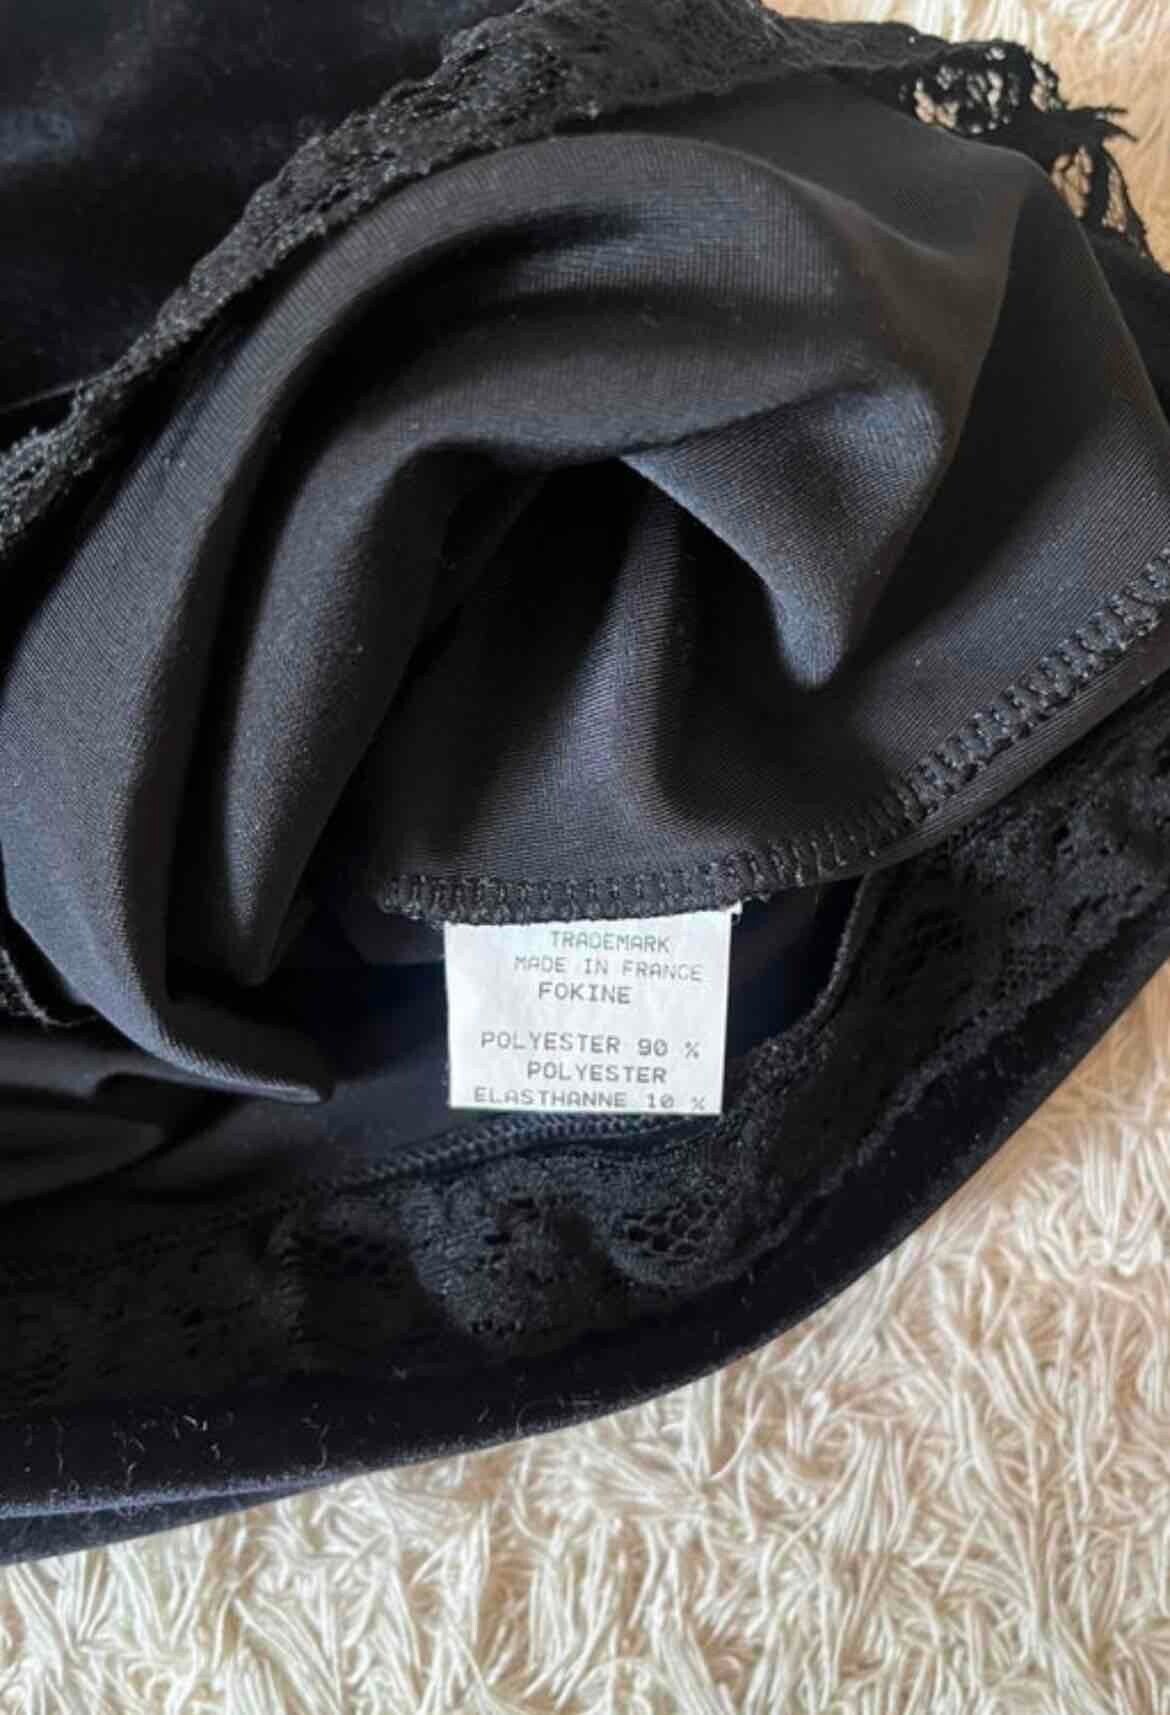 TRADEMARK
MADE IN FRANCE
FOKINE
POLYESTER 90 %
POLYESTER
ELASTHANNE 10 %